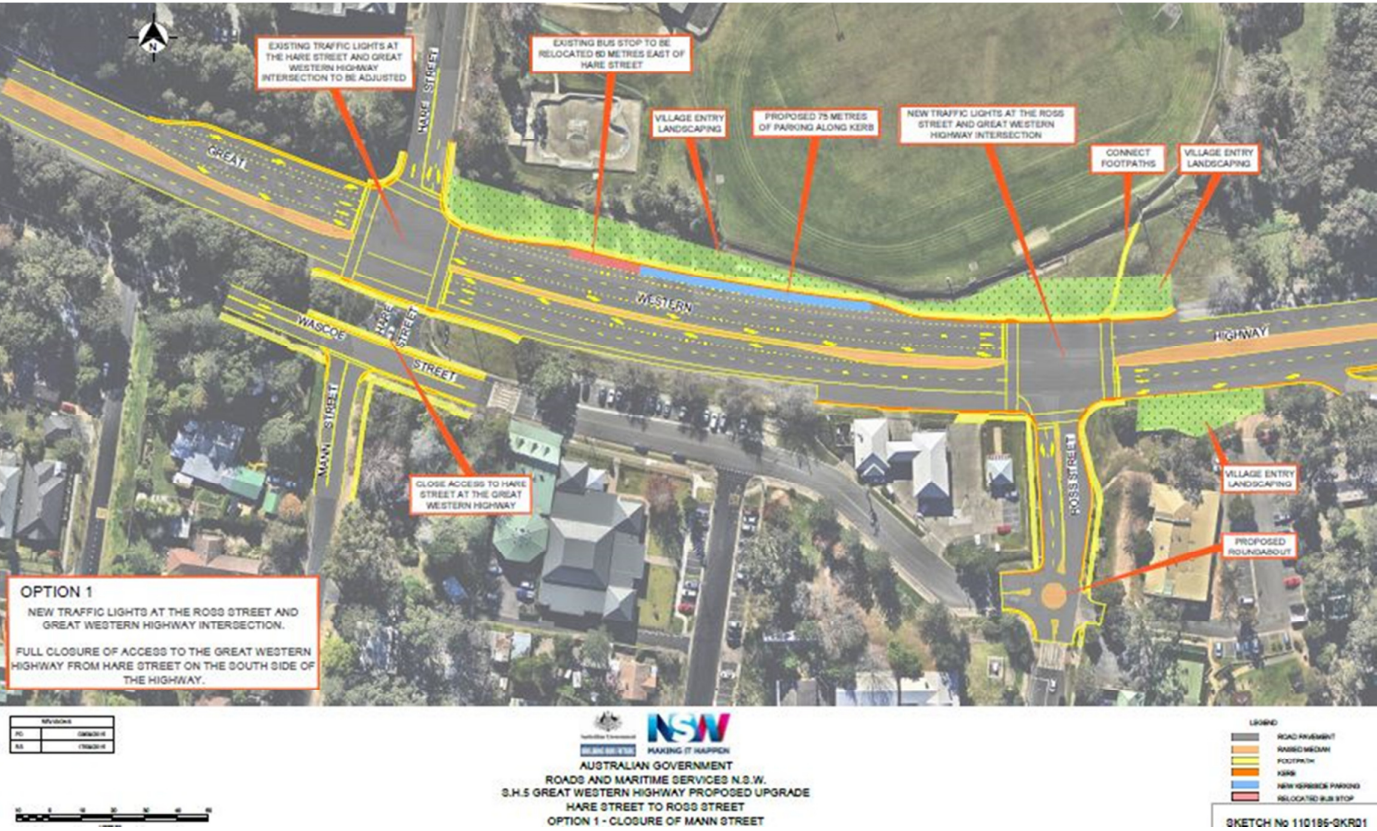 N
EXISTING TRAFFIC LIGHTS AT
THE HARE STREET AND GREAT
WESTERN HIGHWAY
INTERSECTION TO BE ADJUSTED
HARE STREET
EXISTING BUS STOP TO BE
RELOCATED 60 METRES EAST OF
HARE STREET
VILLAGE ENTRY
LANDSCAPING
PROPOSED 75 METRES
OF PARKING ALONG KERB
NEW TRAFFIC LIGHTS AT THE ROSS
STREET AND GREAT WESTERN
HIGHWAY INTERSECTION
CONNECT
FOOTPATHS
VILLAGE ENTRY
LANDSCAPING
GREAT
WESTERN
HIGHWAY
WASCOE
STREET
HARE
STREET
MANN STREET
ROSS STREET
CLOSE ACCESS TO HARE
STREET AT THE GREAT
WESTERN HIGHWAY
VILLAGE ENTRY
LANDSCAPING
PROPOSED
ROUNDABOUT
OPTION 1
NEW TRAFFIC LIGHTS AT THE ROSS STREET AND
GREAT WESTERN HIGHWAY INTERSECTION.
FULL CLOSURE OF ACCESS TO THE GREAT WESTERN
HIGHWAY FROM HARE STREET ON THE SOUTH SIDE OF
THE HIGHWAY.
REVISIONS
Australian Government
NSW
MAKING IT HAPPEN
AUSTRALIAN GOVERNMENT
ROADS AND MARITIME SERVICES N.S.W.
S.H.5 GREAT WESTERN HIGHWAY PROPOSED UPGRADE
HARE STREET TO ROSS STREET
OPTION 1 - CLOSURE OF MANN STREET
LEGEND
ROAD PAVEMENT
RAISED MEDIAN
FOOTPATH
KERB
NEW KERBSIDE PARKING
RELOCATED BUS STOP
SKETCH No 110186-SKR01